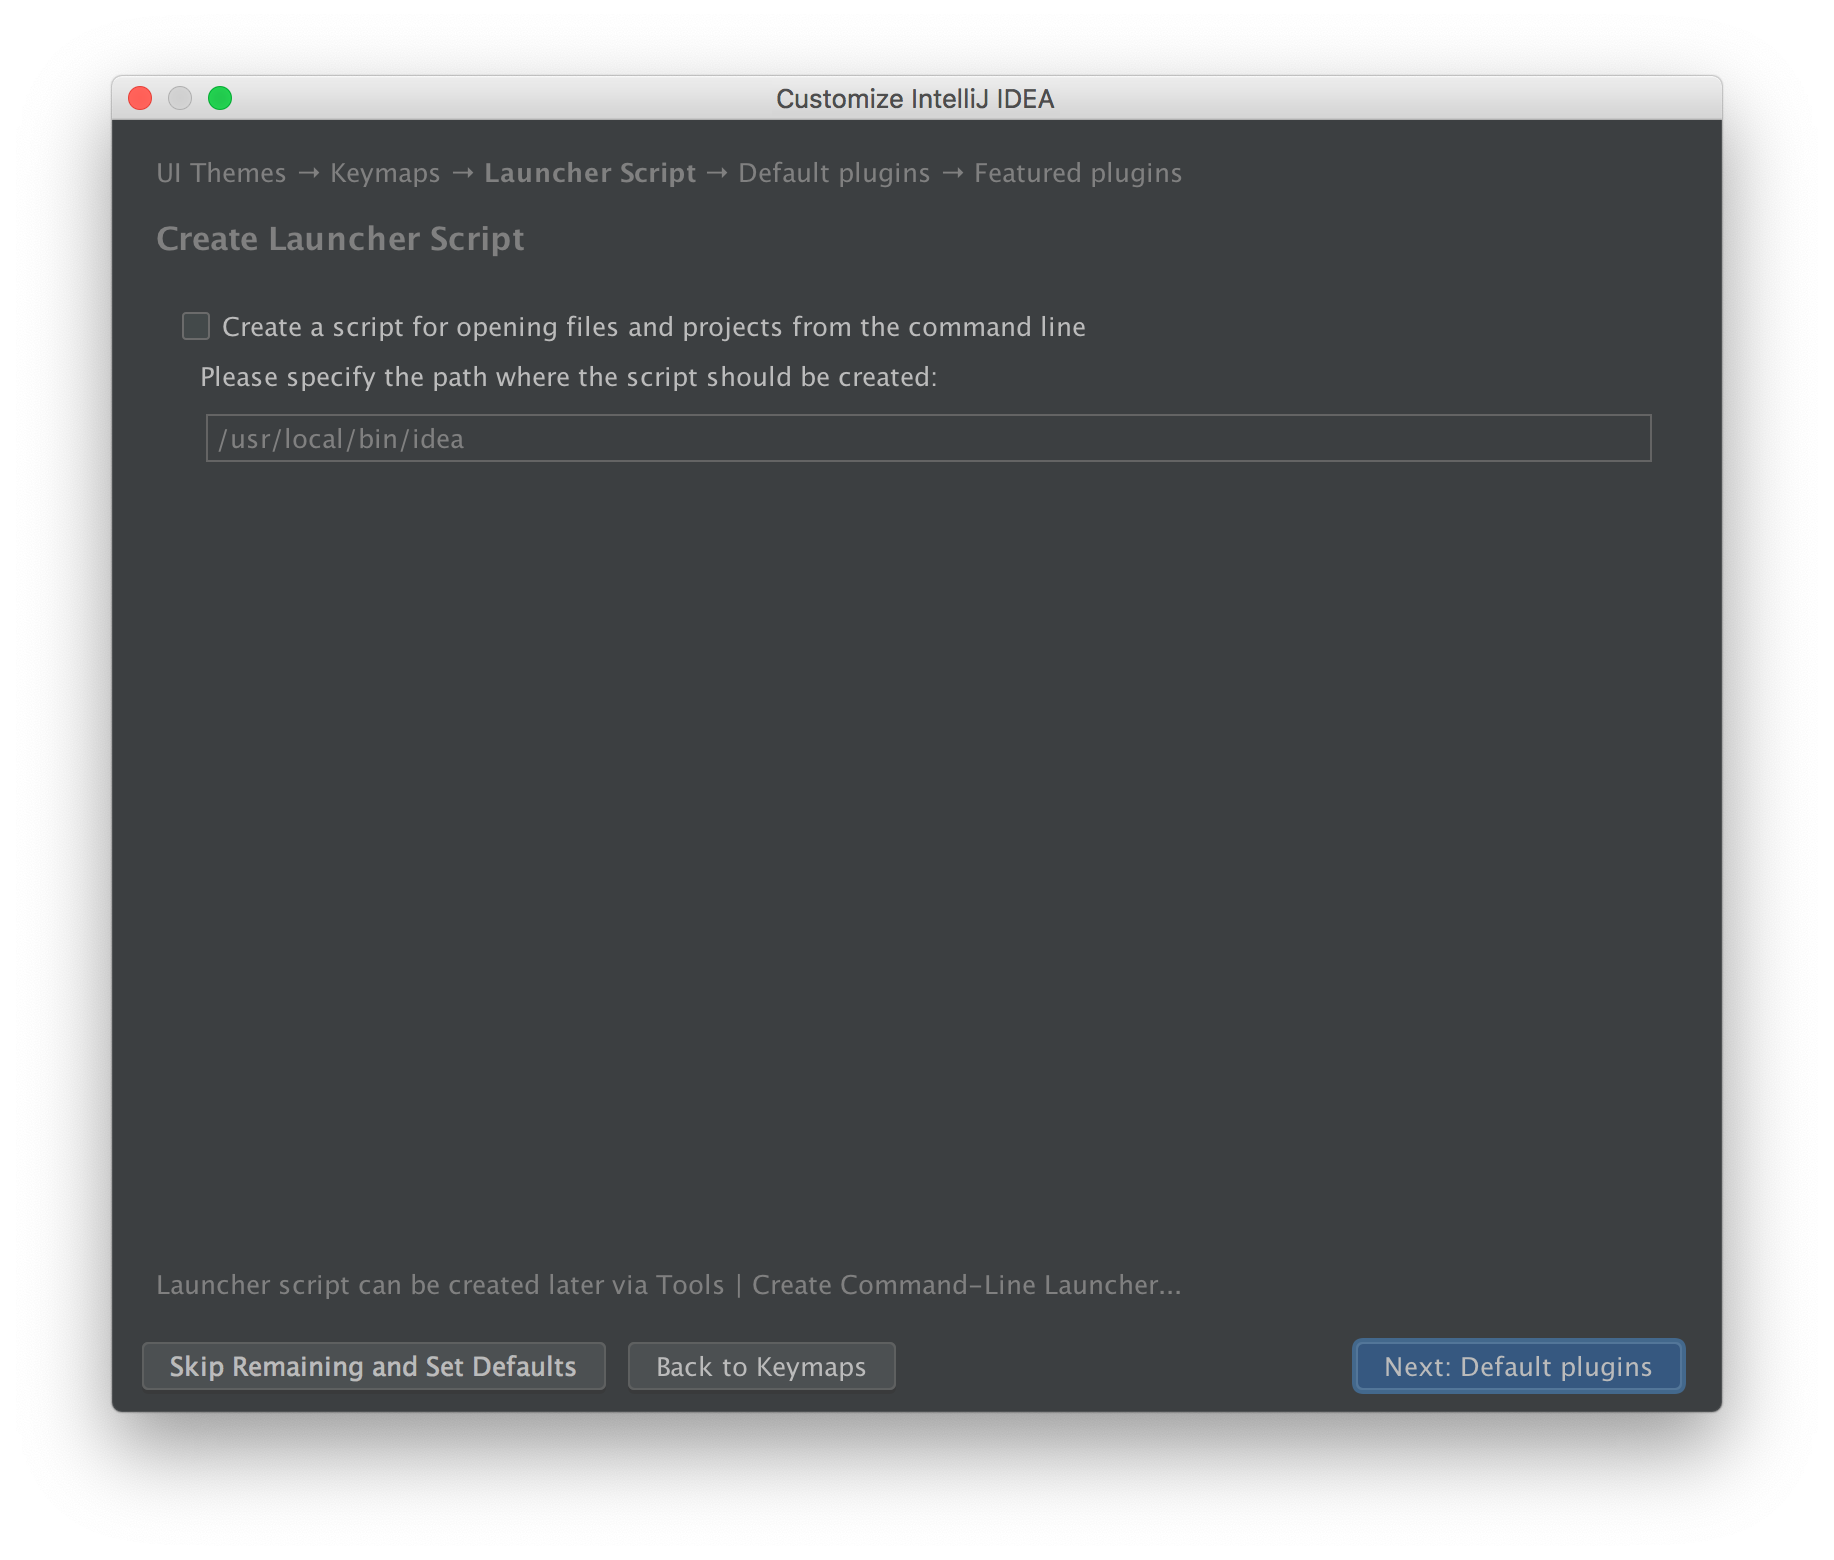 Customize IntelliJ IDEA
UI Themes → Keymaps → Launcher Script → Default plugins → Featured plugins
Create Launcher Script
Create a script for opening files and projects from the command line
Please specify the path where the script should be created:
/usr/local/bin/idea
Launcher script can be created later via Tools | Create Command-Line Launcher...
Skip Remaining and Set Defaults
Back to Keymaps
Next: Default plugins